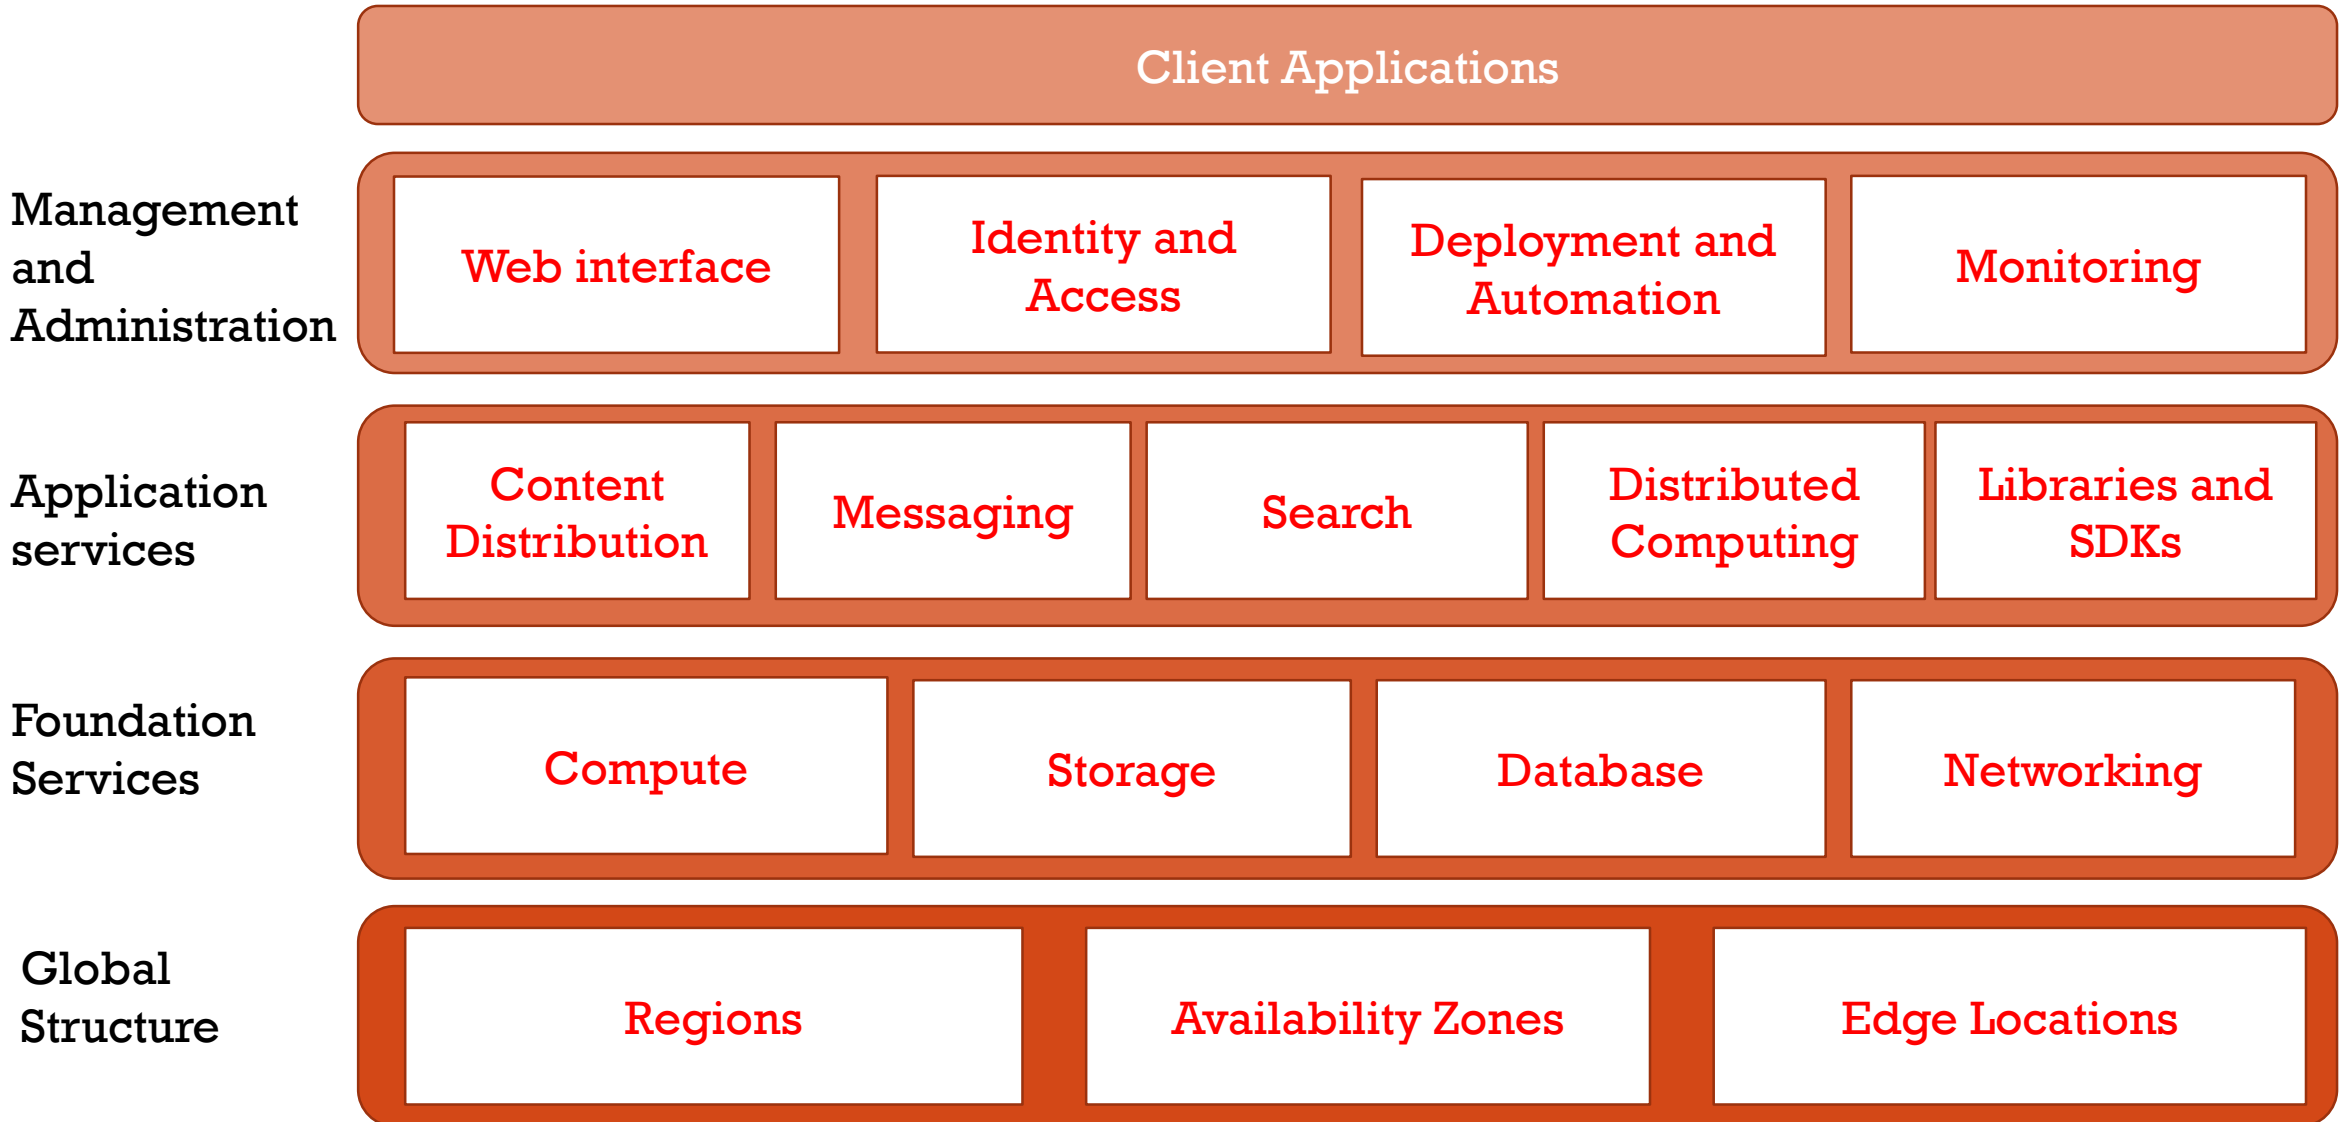 Client Applications
Management
and
Administration
Web interface
Identity and
Access
Deployment and
Automation
Monitoring
Application
services
Content
Distribution
Messaging
Search
Distributed
Computing
Libraries and
SDKs
Foundation
Services
Compute
Storage
Database
Networking
Global
Structure
Regions
Availability Zones
Edge Locations